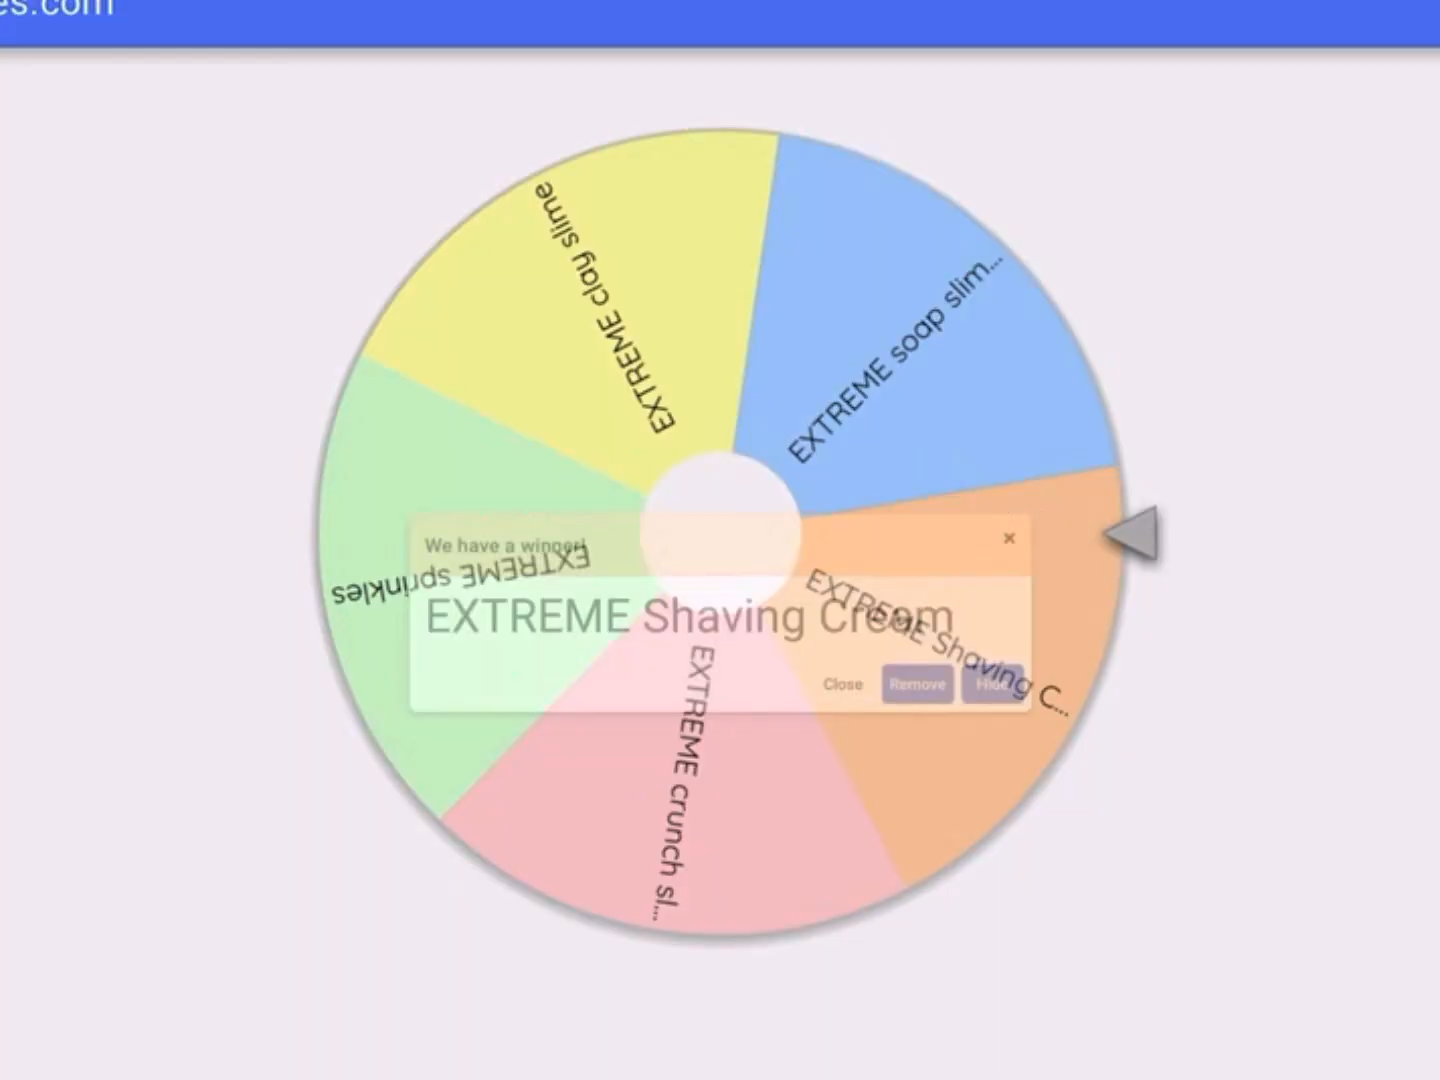 es.com
EXTREME clay slime
EXTREME soap slim...
EXTREME sprinkles
We have a winner!
×
EXTREME Shaving Cream
EXTREME Shaving C...
Close
Remove
Hide
EXTREME crunch sl...